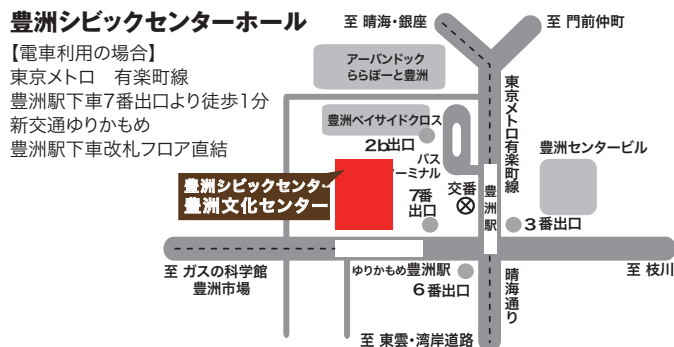 豊洲シビックセンターホール
【電車利用の場合】
東京メトロ　有楽町線
豊洲駅下車7番出口より徒歩1分
新交通ゆりかもめ
豊洲駅下車改札フロア直結
至 晴海・銀座
至 門前仲町
アーバンドック
ららぽーと豊洲
東京メトロ有楽町線
豊洲ベイサイドクロス
2b出口
バス
ターミナル
豊洲センタービル
豊洲シビックセンター
豊洲文化センター
7番
出口
交番
豊洲駅
3番出口
至 ガスの科学館
豊洲市場
ゆりかもめ豊洲駅
6番出口
晴海通り
至 枝川
至 東雲・湾岸道路